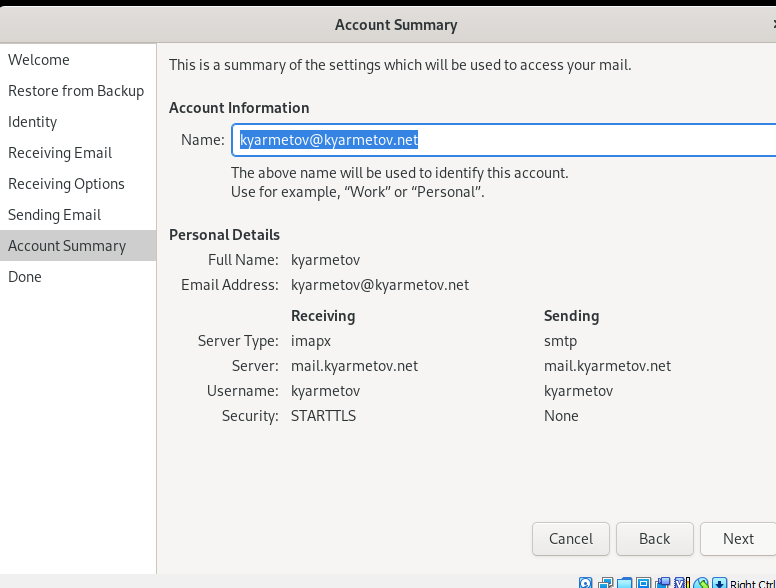 Account Summary
Welcome
Restore from Backup
Identity
Receiving Email
Receiving Options
Sending Email
Account Summary
Done
This is a summary of the settings which will be used to access your mail.
Account Information
Name: kyarmetov@kyarmetov.net
The above name will be used to identify this account.
Use for example, “Work” or “Personal”.
Personal Details
Full Name: kyarmetov
Email Address: kyarmetov@kyarmetov.net
Receiving Sending
Server Type: imapx smtp
Server: mail.kyarmetov.net mail.kyarmetov.net
Username: kyarmetov kyarmetov
Security: STARTTLS None
Cancel Back Next
Right Ctrl